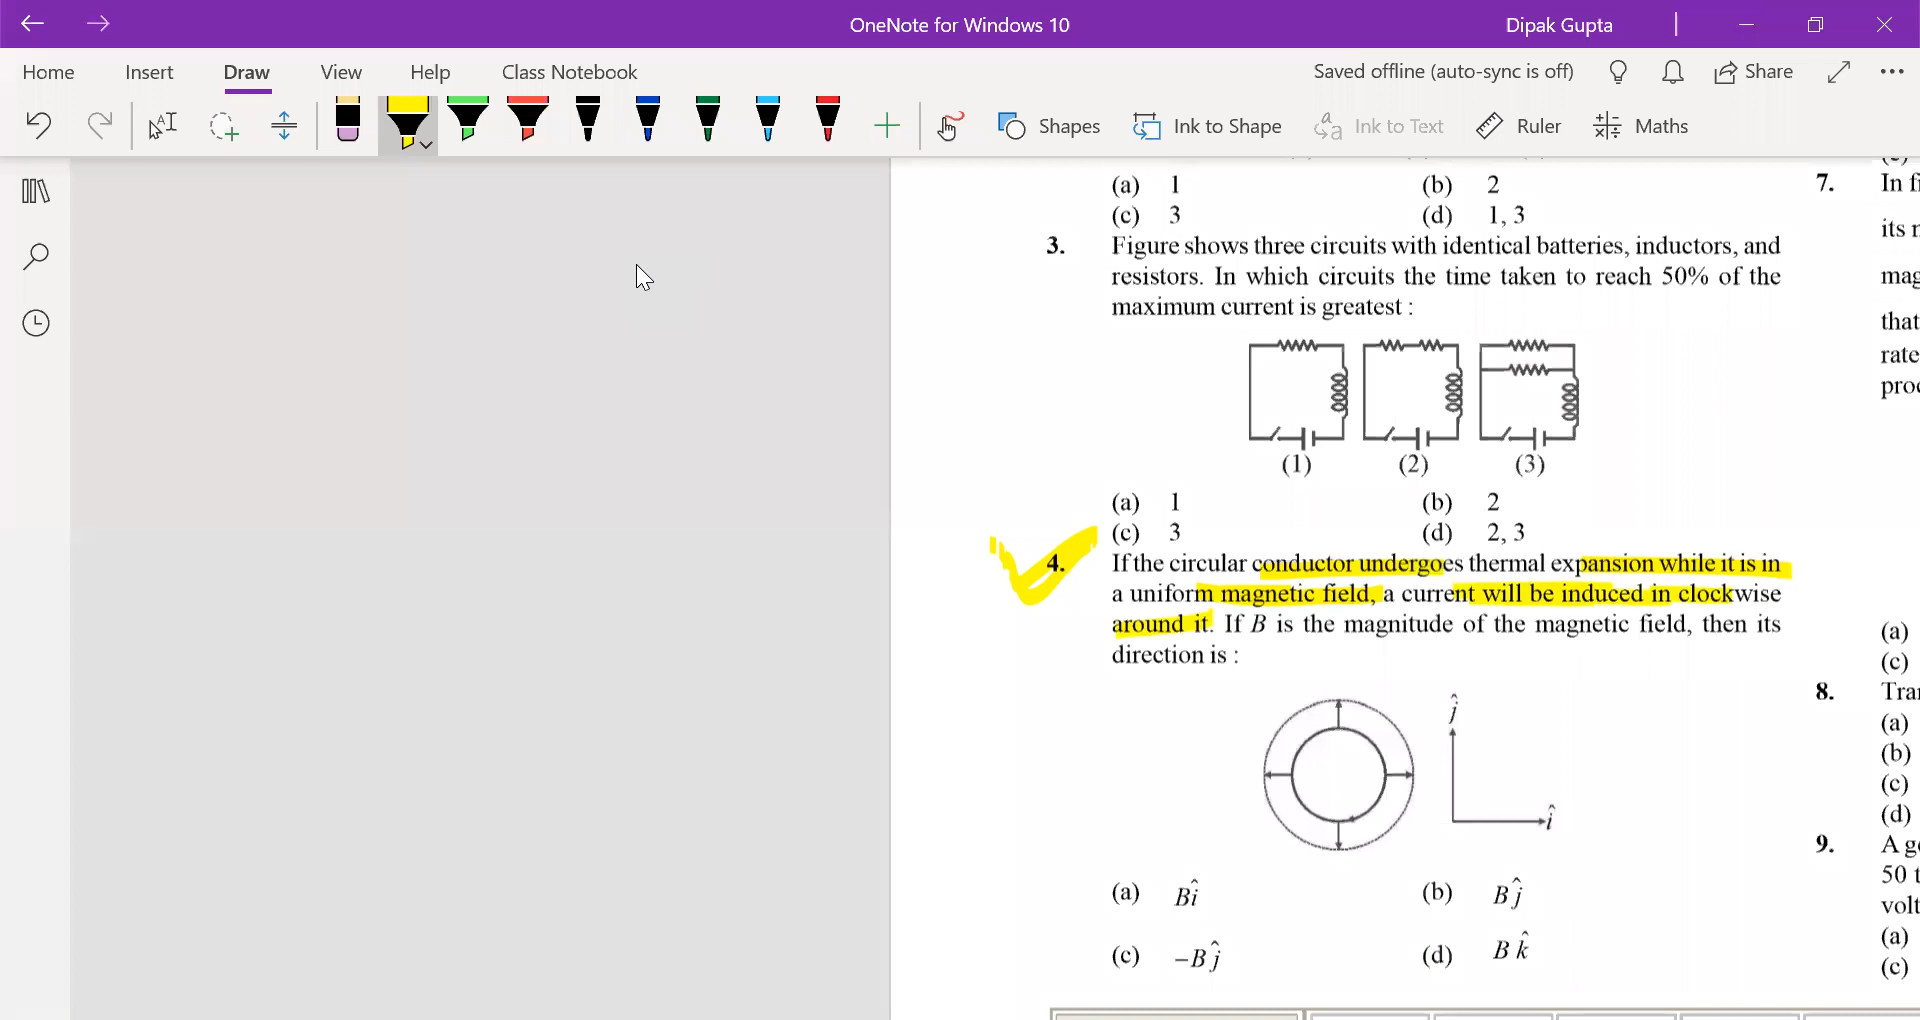 OneNote for Windows 10
Dipak Gupta
Home Insert Draw View Help Class Notebook
Saved offline (auto-sync is off) Share
Shapes Ink to Shape Ink to Text Ruler Maths
(a) 1 (b) 2
(c) 3 (d) 1, 3
3. Figure shows three circuits with identical batteries, inductors, and
resistors. In which circuits the time taken to reach 50% of the
maximum current is greatest :
(1) (2) (3)
(a) 1 (b) 2
(c) 3 (d) 2, 3
4. If the circular conductor undergoes thermal expansion while it is in
a uniform magnetic field, a current will be induced in clockwise
around it. If B is the magnitude of the magnetic field, then its
direction is :
ĵ
î
(a) Bî (b) Bĵ
(c) −Bĵ (d) B k̂
7. In
its
that
rate
(a)
(c)
8.
(a)
(b)
(c)
(d)
9. A
50
(a)
(c)